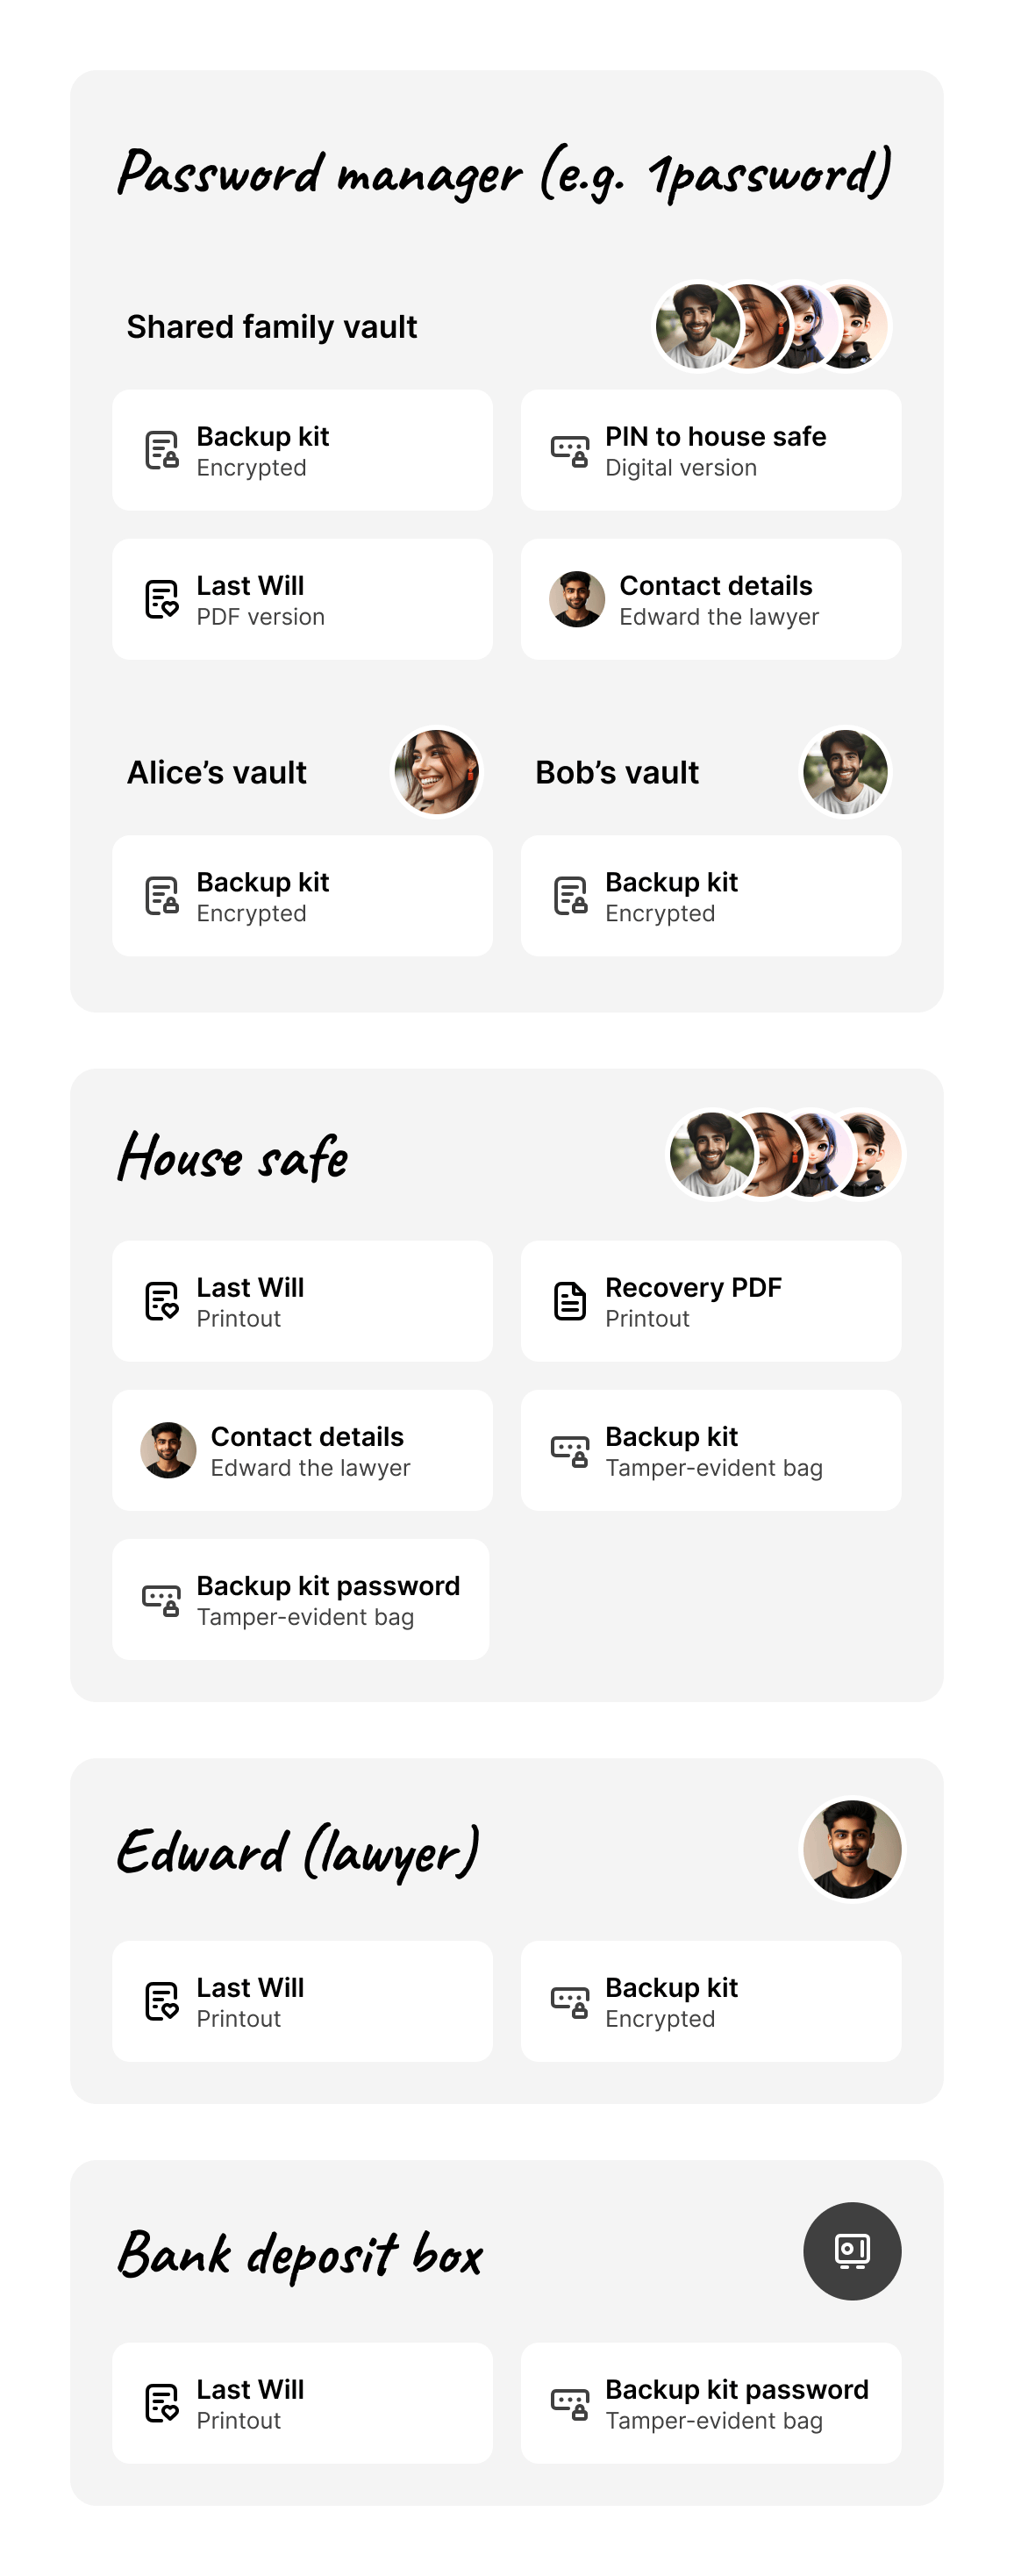 Password manager (e.g. 1password)
Shared family vault
Backup kit
Encrypted
PIN to house safe
Digital version
Last Will
PDF version
Contact details
Edward the lawyer
Alice’s vault
Bob’s vault
Backup kit
Encrypted
Backup kit
Encrypted
House safe
Last Will
Printout
Recovery PDF
Printout
Contact details
Edward the lawyer
Backup kit
Tamper-evident bag
Backup kit password
Tamper-evident bag
Edward (lawyer)
Last Will
Printout
Backup kit
Encrypted
Bank deposit box
Last Will
Printout
Backup kit password
Tamper-evident bag